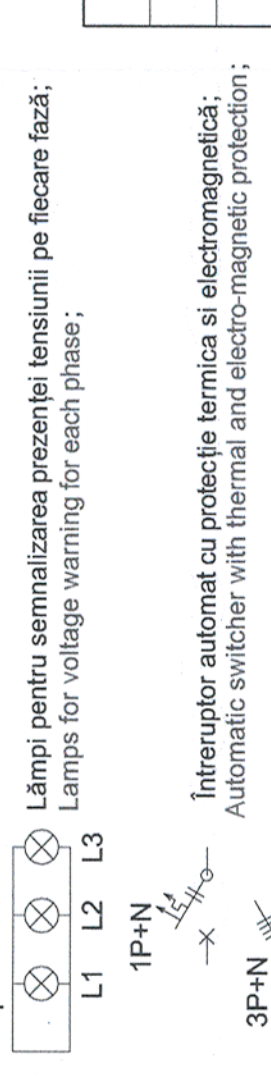 Lămpi pentru semnalizarea prezenței tensiunii pe fiecare fază;
Lamps for voltage warning for each phase;
L1 L2 L3
1P+N
Întreruptor automat cu protecție termica si electromagnetică;
Automatic switcher with thermal and electro-magnetic protection;
3P+N